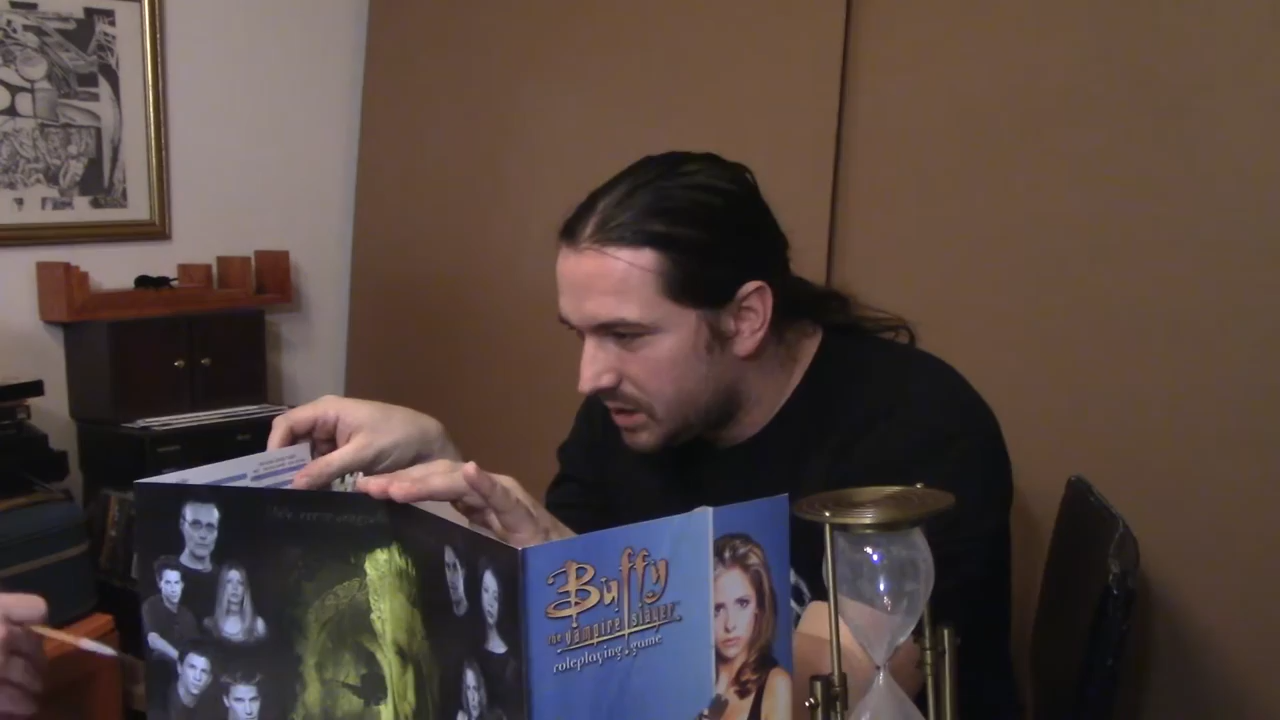 Buffy
the vampire slayer
roleplaying game